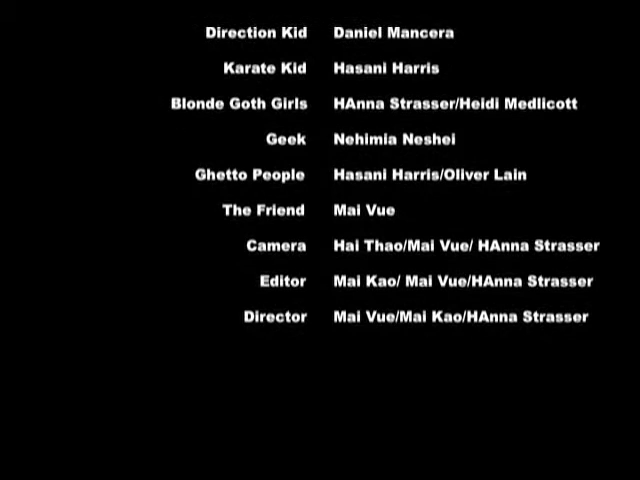 Direction Kid Daniel Mancera
Karate Kid Hasani Harris
Blonde Goth Girls HAnna Strasser/Heidi Medlicott
Geek Nehimia Neshei
Ghetto People Hasani Harris/Oliver Lain
The Friend Mai Vue
Camera Hai Thao/Mai Vue/ HAnna Strasser
Editor Mai Kao/ Mai Vue/HAnna Strasser
Director Mai Vue/Mai Kao/HAnna Strasser